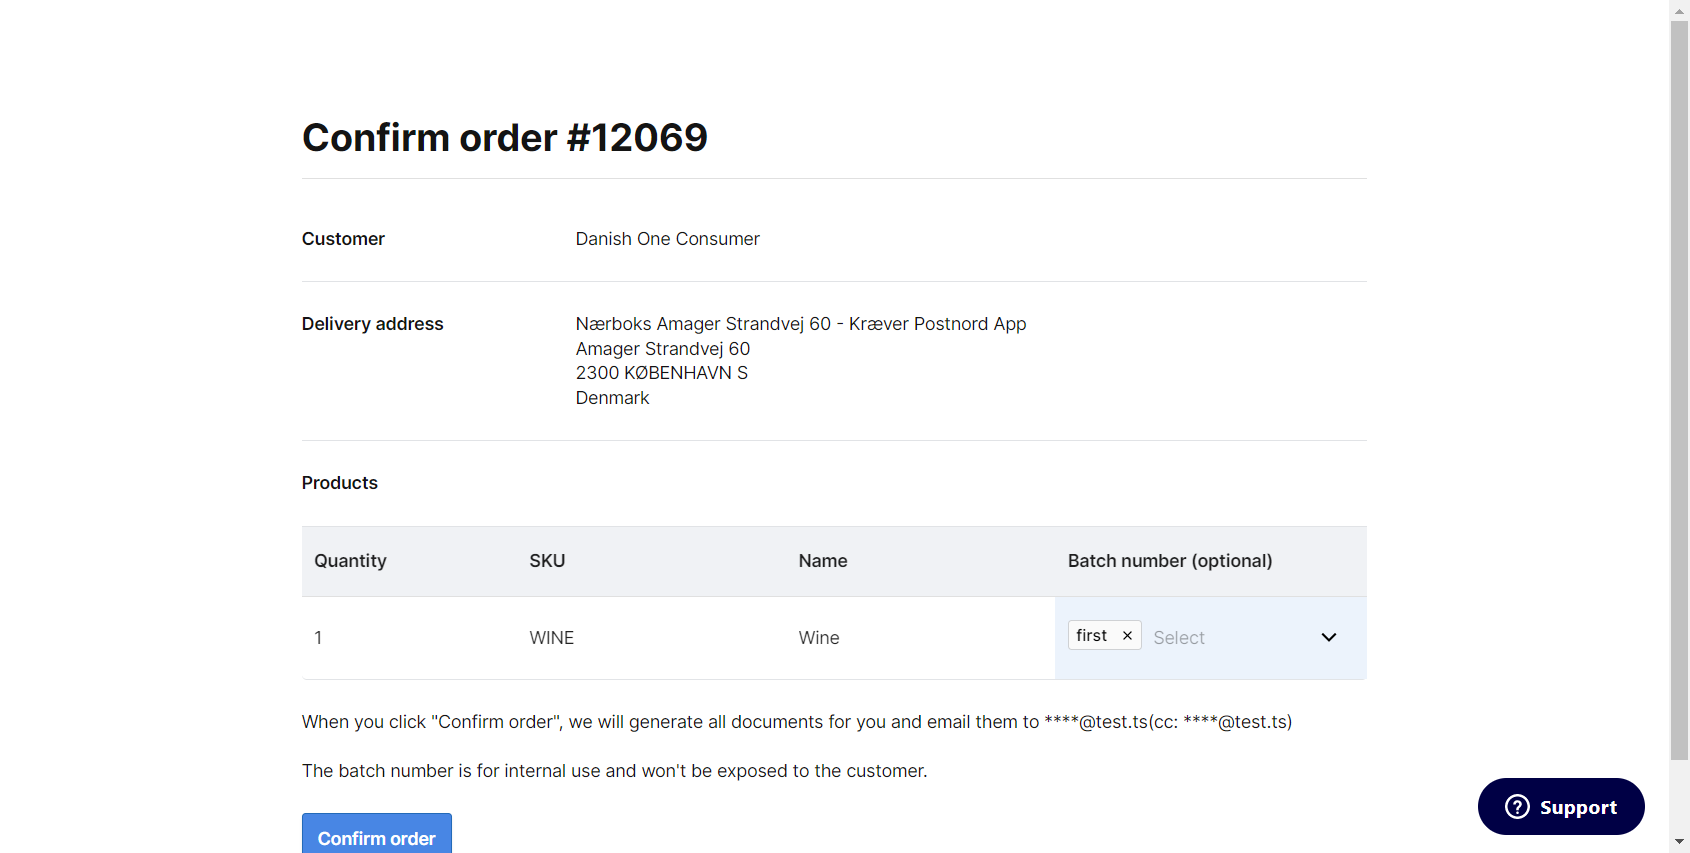 Confirm order #12069
Customer
Danish One Consumer
Delivery address
Nærboks Amager Strandvej 60 - Kræver Postnord App
Amager Strandvej 60
2300 KØBENHAVN S
Denmark
Products
Quantity SKU Name Batch number (optional)
1 WINE Wine first × Select
When you click "Confirm order", we will generate all documents for you and email them to ****@test.ts(cc: ****@test.ts)
The batch number is for internal use and won't be exposed to the customer.
Confirm order
Support